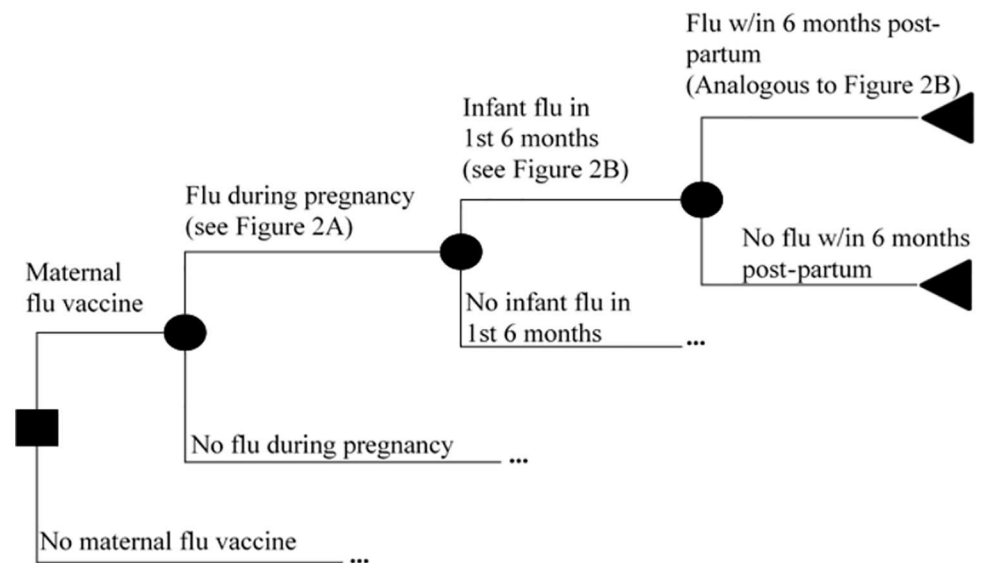 Flu w/in 6 months post-
partum
(Analogous to Figure 2B)
Infant flu in
1st 6 months
(see Figure 2B)
Flu during pregnancy
(see Figure 2A)
No flu w/in 6 months
post-partum
Maternal
flu vaccine
No infant flu in
1st 6 months
...
No flu during pregnancy
...
No maternal flu vaccine
...